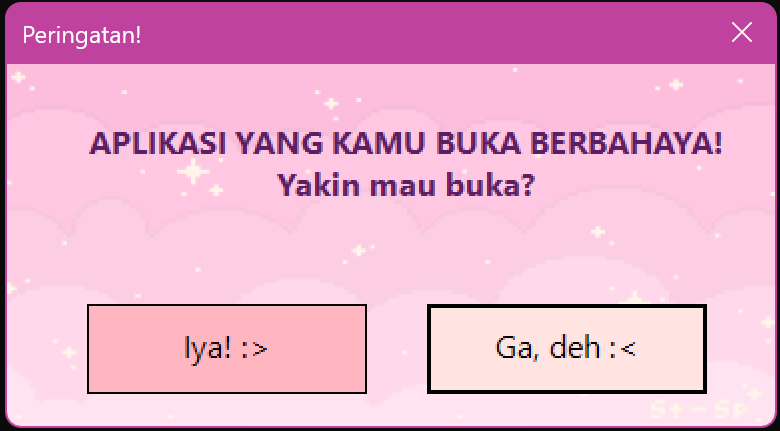 Peringatan!
APLIKASI YANG KAMU BUKA BERBAHAYA!
Yakin mau buka?
Iya! :>
Ga, deh :<